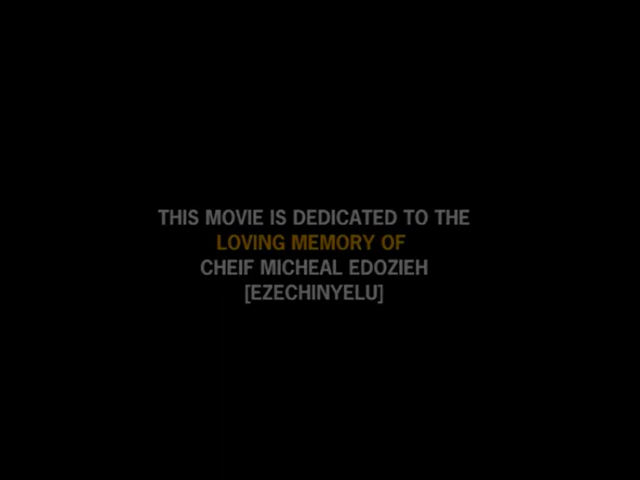 THIS MOVIE IS DEDICATED TO THE
LOVING MEMORY OF
CHEIF MICHEAL EDOZIEH
[EZECHINYELU]